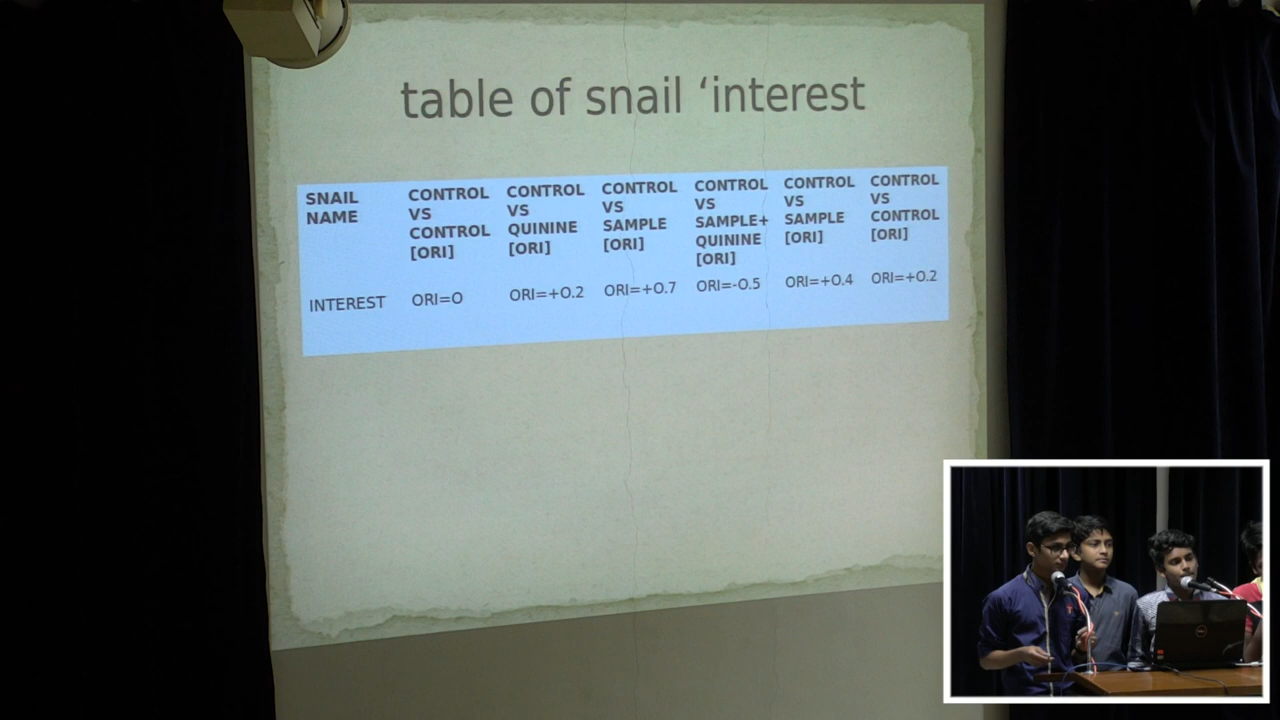 table of snail ‘interest
SNAIL NAME
CONTROL VS CONTROL [ORI]
CONTROL VS QUININE [ORI]
CONTROL VS SAMPLE [ORI]
CONTROL VS SAMPLE+ QUININE [ORI]
CONTROL VS SAMPLE [ORI]
CONTROL VS CONTROL [ORI]
INTEREST
ORI=O
ORI=+O.2
ORI=+O.7
ORI=-O.5
ORI=+O.4
ORI=+O.2